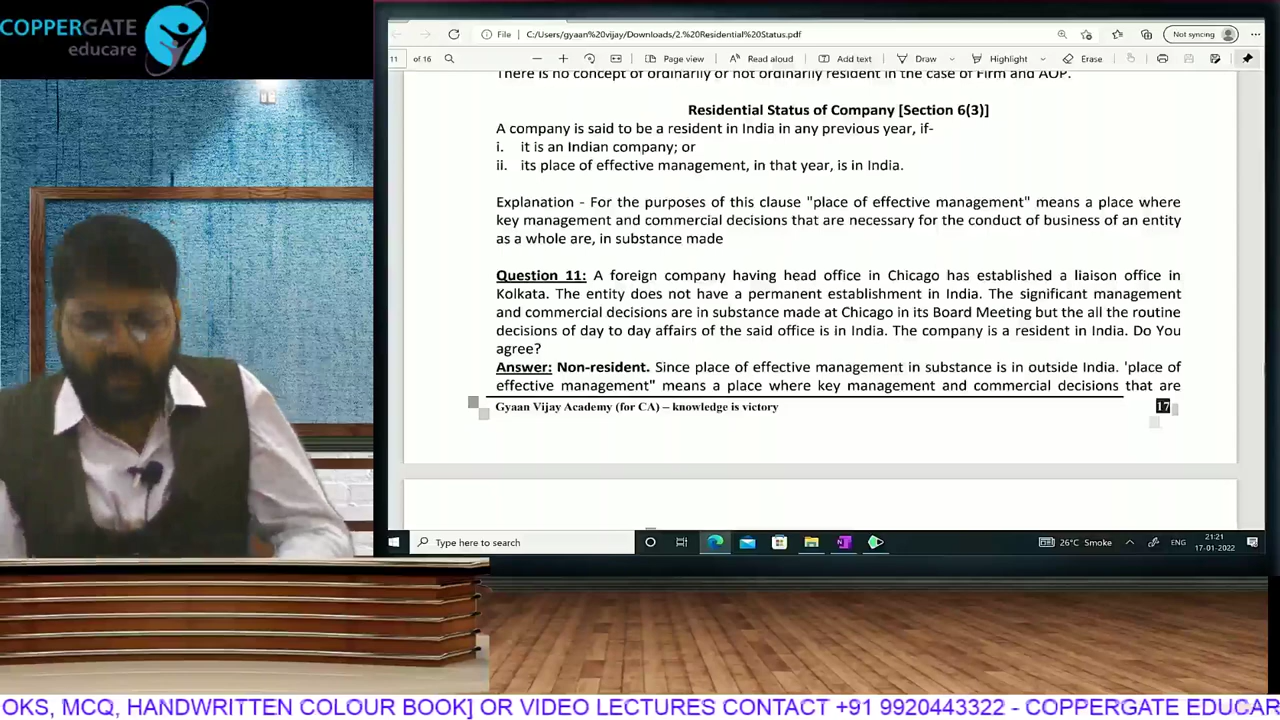 COPPERGATE
educare
File
C:/Users/gyaan%20vijay/Downloads/2.%20Residential%20Status.pdf
Not syncing
11 of 16
Page view
Read aloud
Add text
Draw
Highlight
Erase
There is no concept of ordinarily or not ordinarily resident in the case of Firm and AOP.
Residential Status of Company [Section 6(3)]
A company is said to be a resident in India in any previous year, if-
i. it is an Indian company; or
ii. its place of effective management, in that year, is in India.
Explanation - For the purposes of this clause "place of effective management" means a place where
key management and commercial decisions that are necessary for the conduct of business of an entity
as a whole are, in substance made
Question 11: A foreign company having head office in Chicago has established a liaison office in
Kolkata. The entity does not have a permanent establishment in India. The significant management
and commercial decisions are in substance made at Chicago in its Board Meeting but the all the routine
decisions of day to day affairs of the said office is in India. The company is a resident in India. Do You
agree?
Answer: Non-resident. Since place of effective management in substance is in outside India. 'place of
effective management" means a place where key management and commercial decisions that are
Gyaan Vijay Academy (for CA) – knowledge is victory
17
Type here to search
26°C Smoke
ENG
21:21
17-01-2022
OKS, MCQ, HANDWRITTEN COLOUR BOOK] OR VIDEO LECTURES CONTACT +91 9920443322 - COPPERGATE EDUCAR